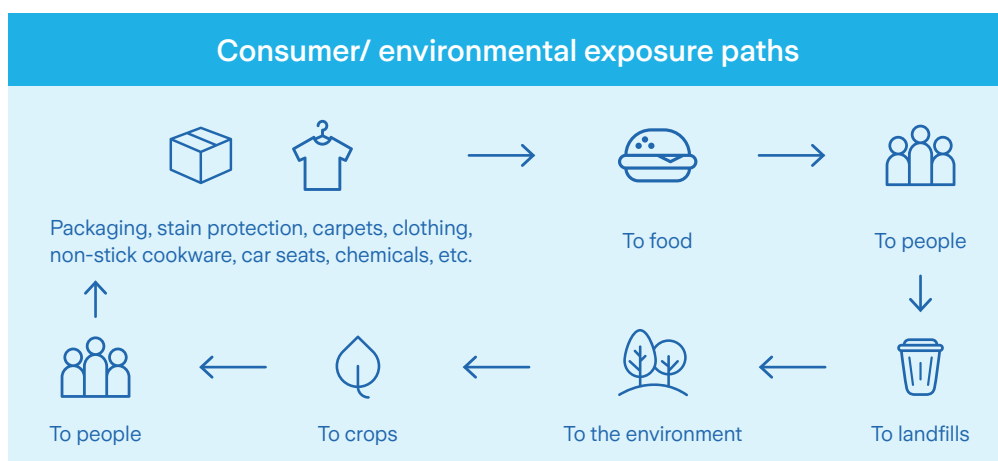 Consumer/ environmental exposure paths
Packaging, stain protection, carpets, clothing,
non-stick cookware, car seats, chemicals, etc.
To food
To people
To people
To crops
To the environment
To landfills